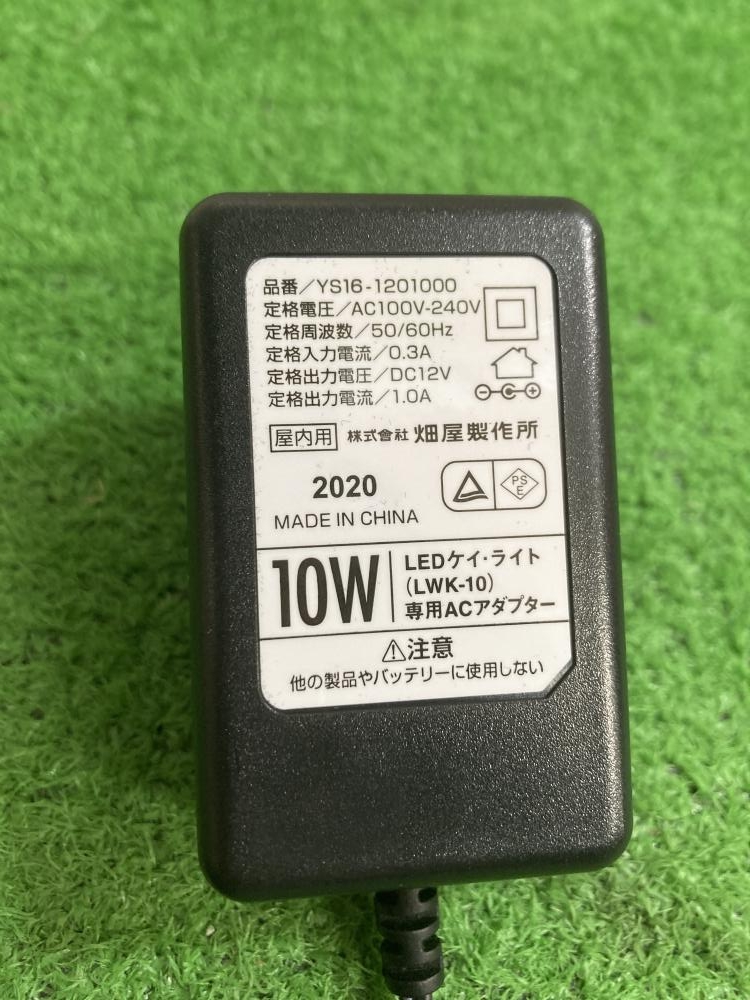 品番／YS16-1201000
定格電圧／AC100V-240V
定格周波数／50/60Hz
定格入力電流／0.3A
定格出力電圧／DC12V
定格出力電流／1.0A
屋内用 株式會社 畑屋製作所
2020
PS
E
MADE IN CHINA
10W
LEDケイ・ライト
(LWK-10)
専用ACアダプター
⚠注意
他の製品やバッテリーに使用しない